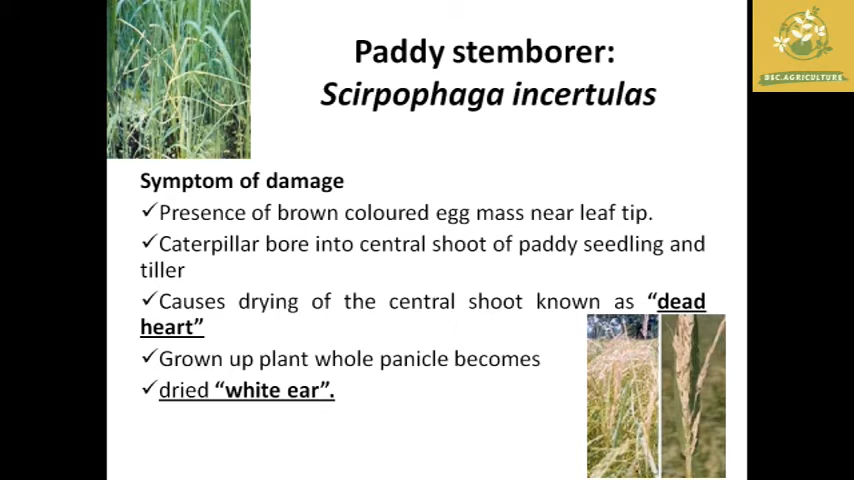 Paddy stemborer:
Scirpophaga incertulas
BSC.AGRICULTURE
Symptom of damage
✓Presence of brown coloured egg mass near leaf tip.
✓Caterpillar bore into central shoot of paddy seedling and
tiller
✓Causes drying of the central shoot known as “dead
heart”
✓Grown up plant whole panicle becomes
✓dried “white ear”.